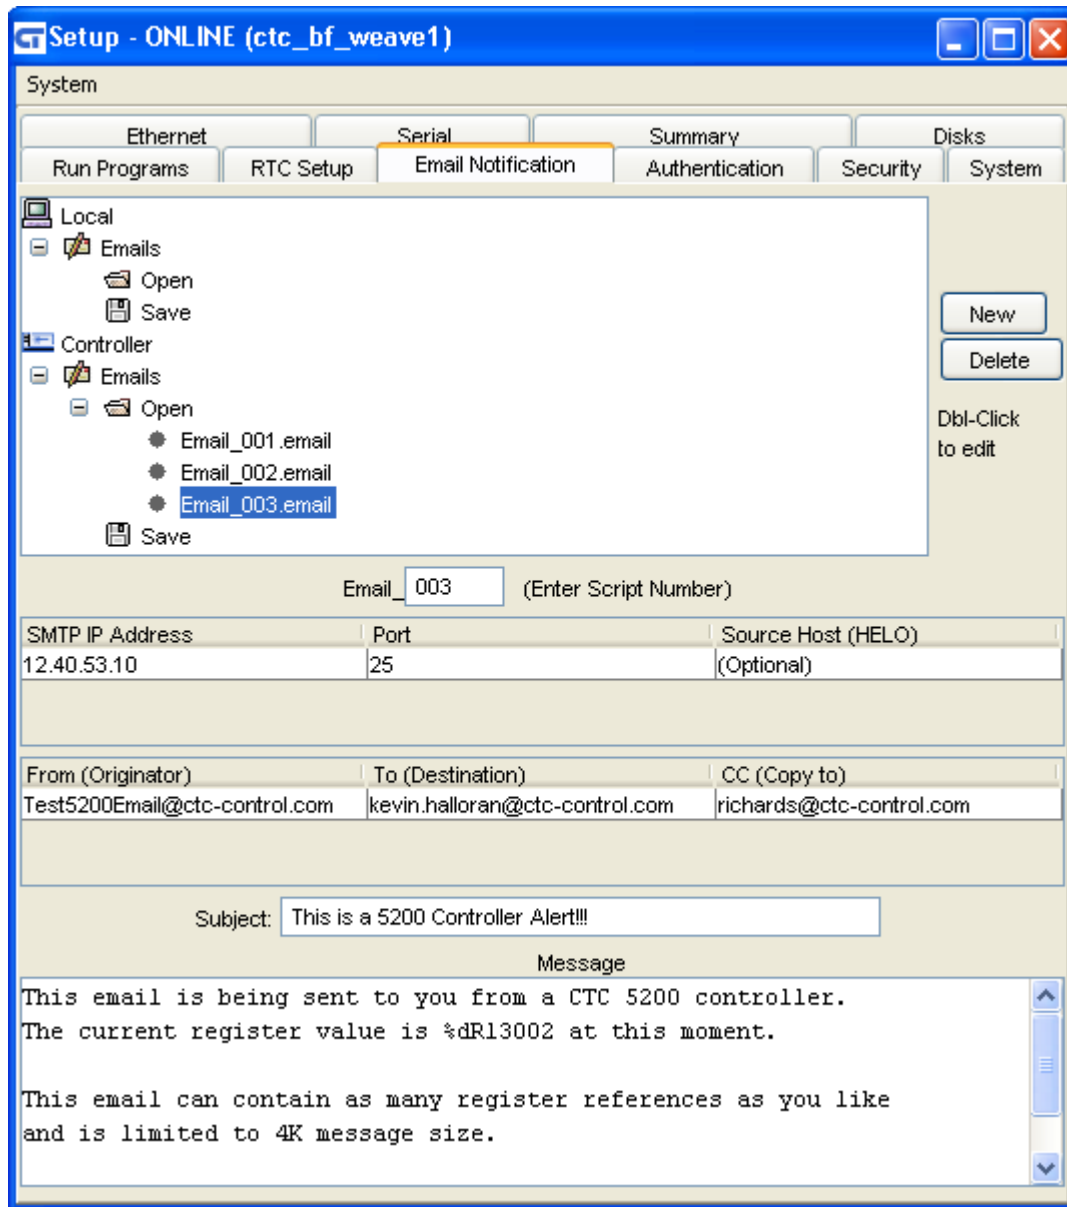 CT Setup - ONLINE (ctc_bf_weave1)
System
Ethernet Serial Summary Disks
Run Programs RTC Setup Email Notification Authentication Security System
Local
Emails
Open
Save
Controller
Emails
Open
Email_001.email
Email_002.email
Email_003.email
Save
New
Delete
Dbl-Click
to edit
Email_ 003 (Enter Script Number)
SMTP IP Address Port Source Host (HELO)
12.40.53.10 25 (Optional)
From (Originator) To (Destination) CC (Copy to)
Test5200Email@ctc-control.com kevin.halloran@ctc-control.com richards@ctc-control.com
Subject: This is a 5200 Controller Alert!!!
Message
This email is being sent to you from a CTC 5200 controller.
The current register value is %dR13002 at this moment.
This email can contain as many register references as you like
and is limited to 4K message size.